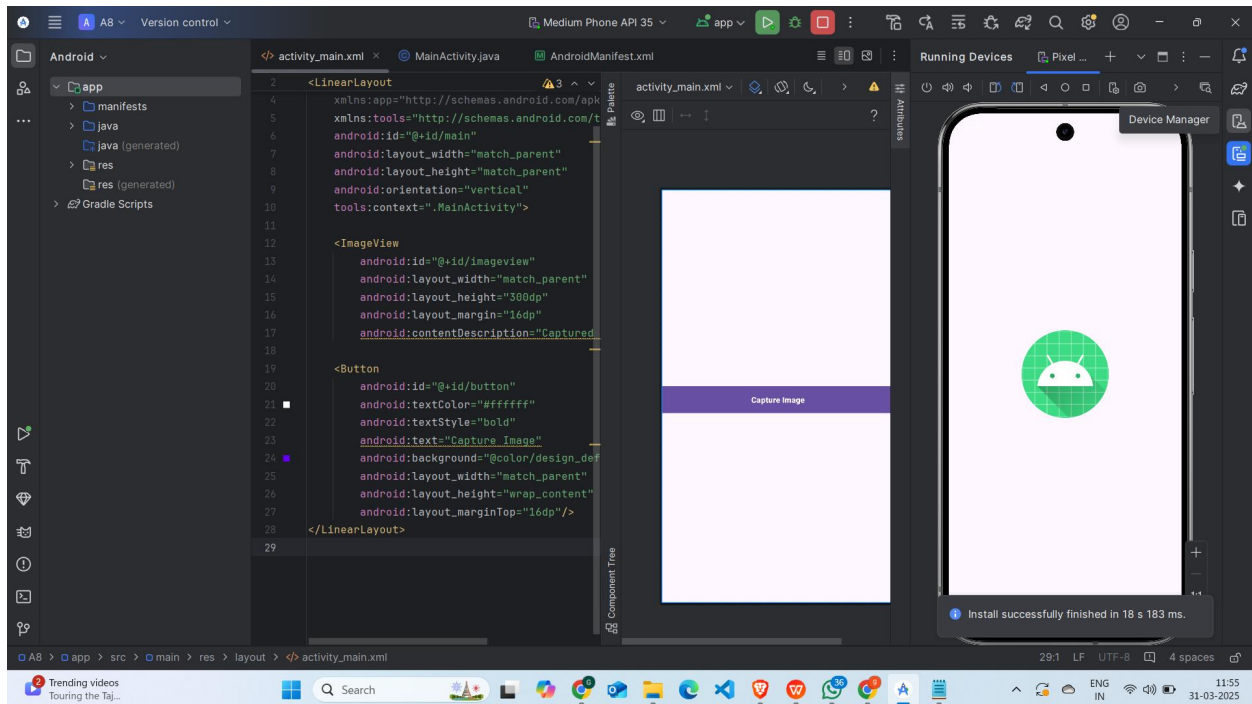 A A8 Version control Medium Phone API 35 app
Android
activity_main.xml MainActivity.java AndroidManifest.xml
Running Devices Pixel ...
app
manifests
java
java (generated)
res
res (generated)
Gradle Scripts
2 <LinearLayout 3
4 xmlns:app="http://schemas.android.com/apk
5 xmlns:tools="http://schemas.android.com/t
6 android:id="@+id/main"
7 android:layout_width="match_parent"
8 android:layout_height="match_parent"
9 android:orientation="vertical"
10 tools:context=".MainActivity">
11
12 <ImageView
13 android:id="@+id/imageview"
14 android:layout_width="match_parent"
15 android:layout_height="300dp"
16 android:layout_margin="16dp"
17 android:contentDescription="Captured
18
19 <Button
20 android:id="@+id/button"
21 android:textColor="#ffffff"
22 android:textStyle="bold"
23 android:text="Capture Image"
24 android:background="@color/design_def
25 android:layout_width="match_parent"
26 android:layout_height="wrap_content"
27 android:layout_marginTop="16dp"/>
28 </LinearLayout>
29
Palette
Component Tree
activity_main.xml
?
Capture Image
Attributes
Device Manager
Install successfully finished in 18 s 183 ms.
A8 > app > src > main > res > layout > activity_main.xml
29:1 LF UTF-8 4 spaces
2
Trending videos
Touring the Taj...
Search
36
ENG
IN
11:55
31-03-2025